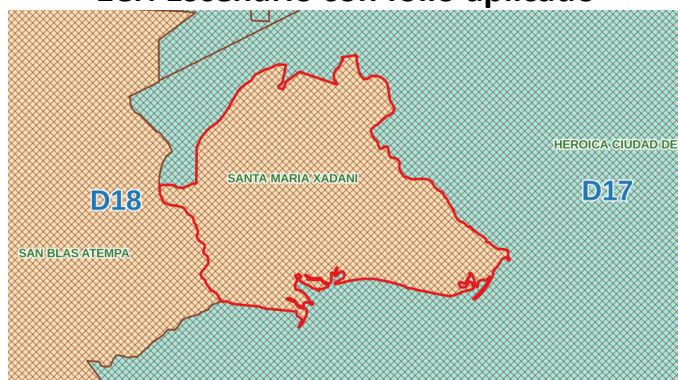 HEROICA CIUDAD DE
SANTA MARIA XADANI
D18
D17
SAN BLAS ATEMPA